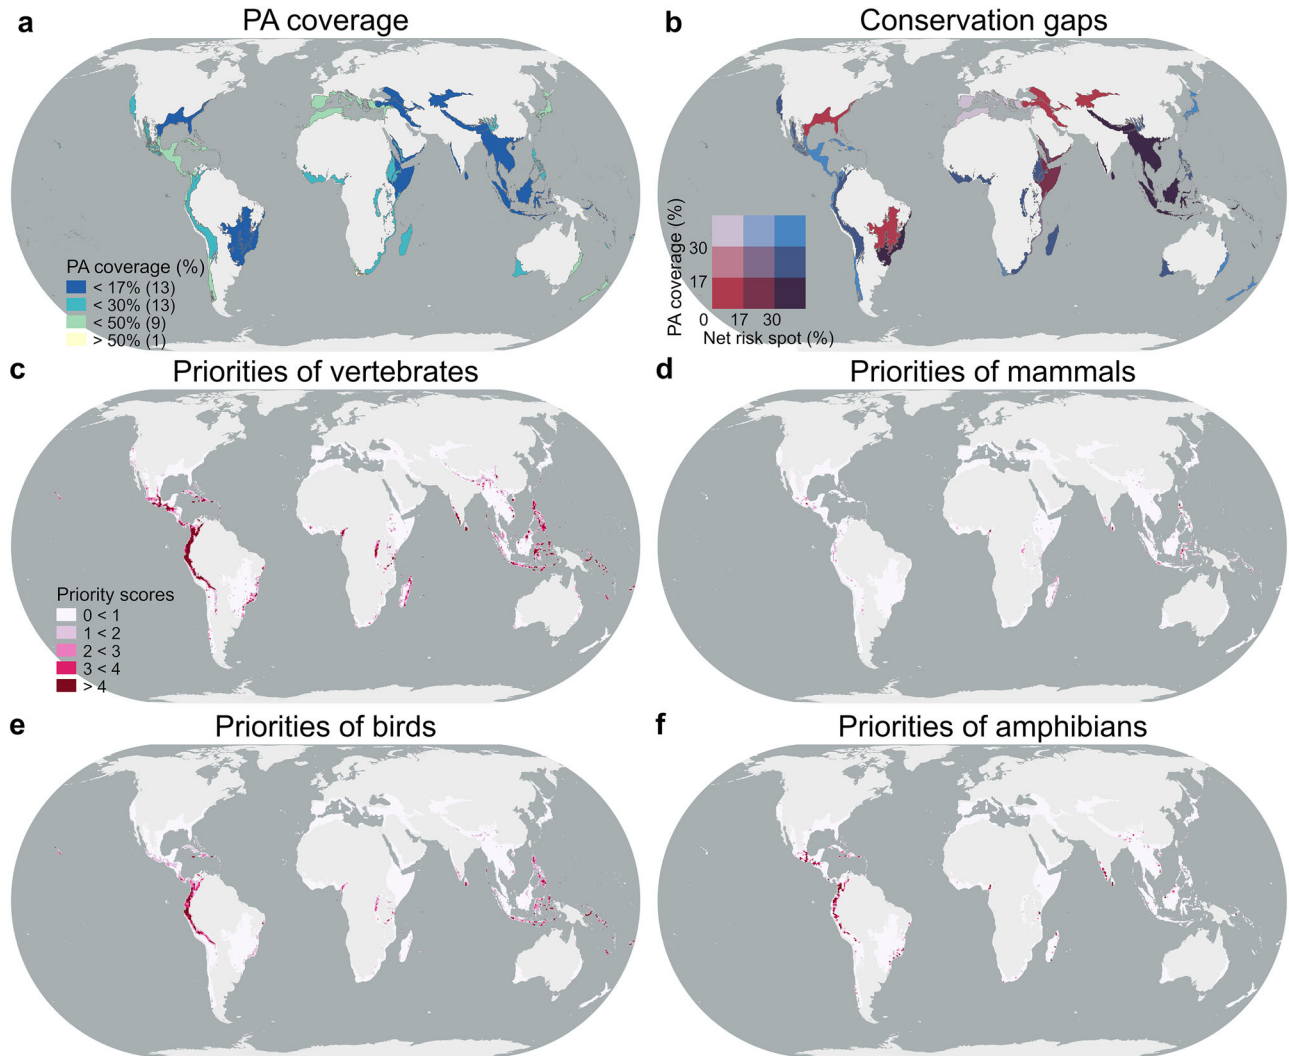 a
PA coverage
PA coverage (%)
< 17% (13)
< 30% (13)
< 50% (9)
> 50% (1)
b
Conservation gaps
PA coverage (%)
30
17
0
17
30
Net risk spot (%)
c
Priorities of vertebrates
Priority scores
0 < 1
1 < 2
2 < 3
3 < 4
> 4
d
Priorities of mammals
e
Priorities of birds
f
Priorities of amphibians